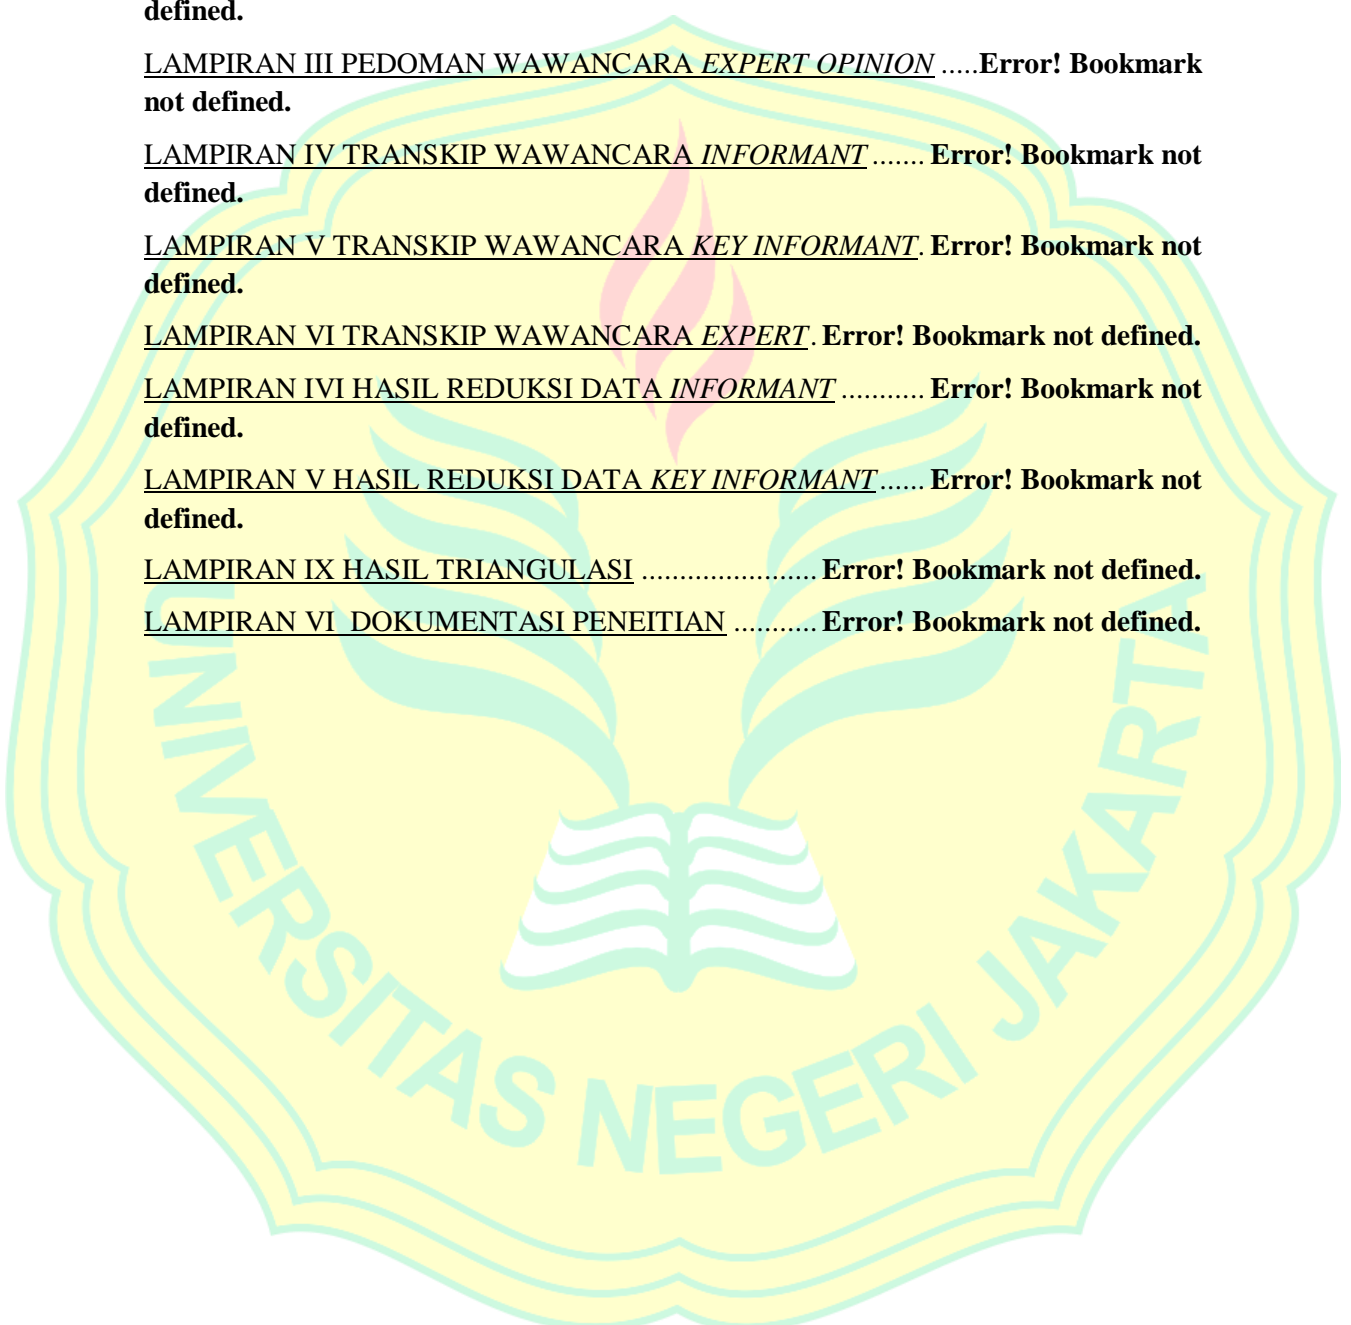 defined.
LAMPIRAN III PEDOMAN WAWANCARA EXPERT OPINION .....Error! Bookmark
not defined.
LAMPIRAN IV TRANSKIP WAWANCARA INFORMANT ....... Error! Bookmark not
defined.
LAMPIRAN V TRANSKIP WAWANCARA KEY INFORMANT. Error! Bookmark not
defined.
LAMPIRAN VI TRANSKIP WAWANCARA EXPERT. Error! Bookmark not defined.
LAMPIRAN IVI HASIL REDUKSI DATA INFORMANT ........... Error! Bookmark not
defined.
LAMPIRAN V HASIL REDUKSI DATA KEY INFORMANT...... Error! Bookmark not
defined.
LAMPIRAN IX HASIL TRIANGULASI ....................... Error! Bookmark not defined.
LAMPIRAN VI  DOKUMENTASI PENEITIAN ........... Error! Bookmark not defined.
UNIVERSITAS NEGERI JAKARTA